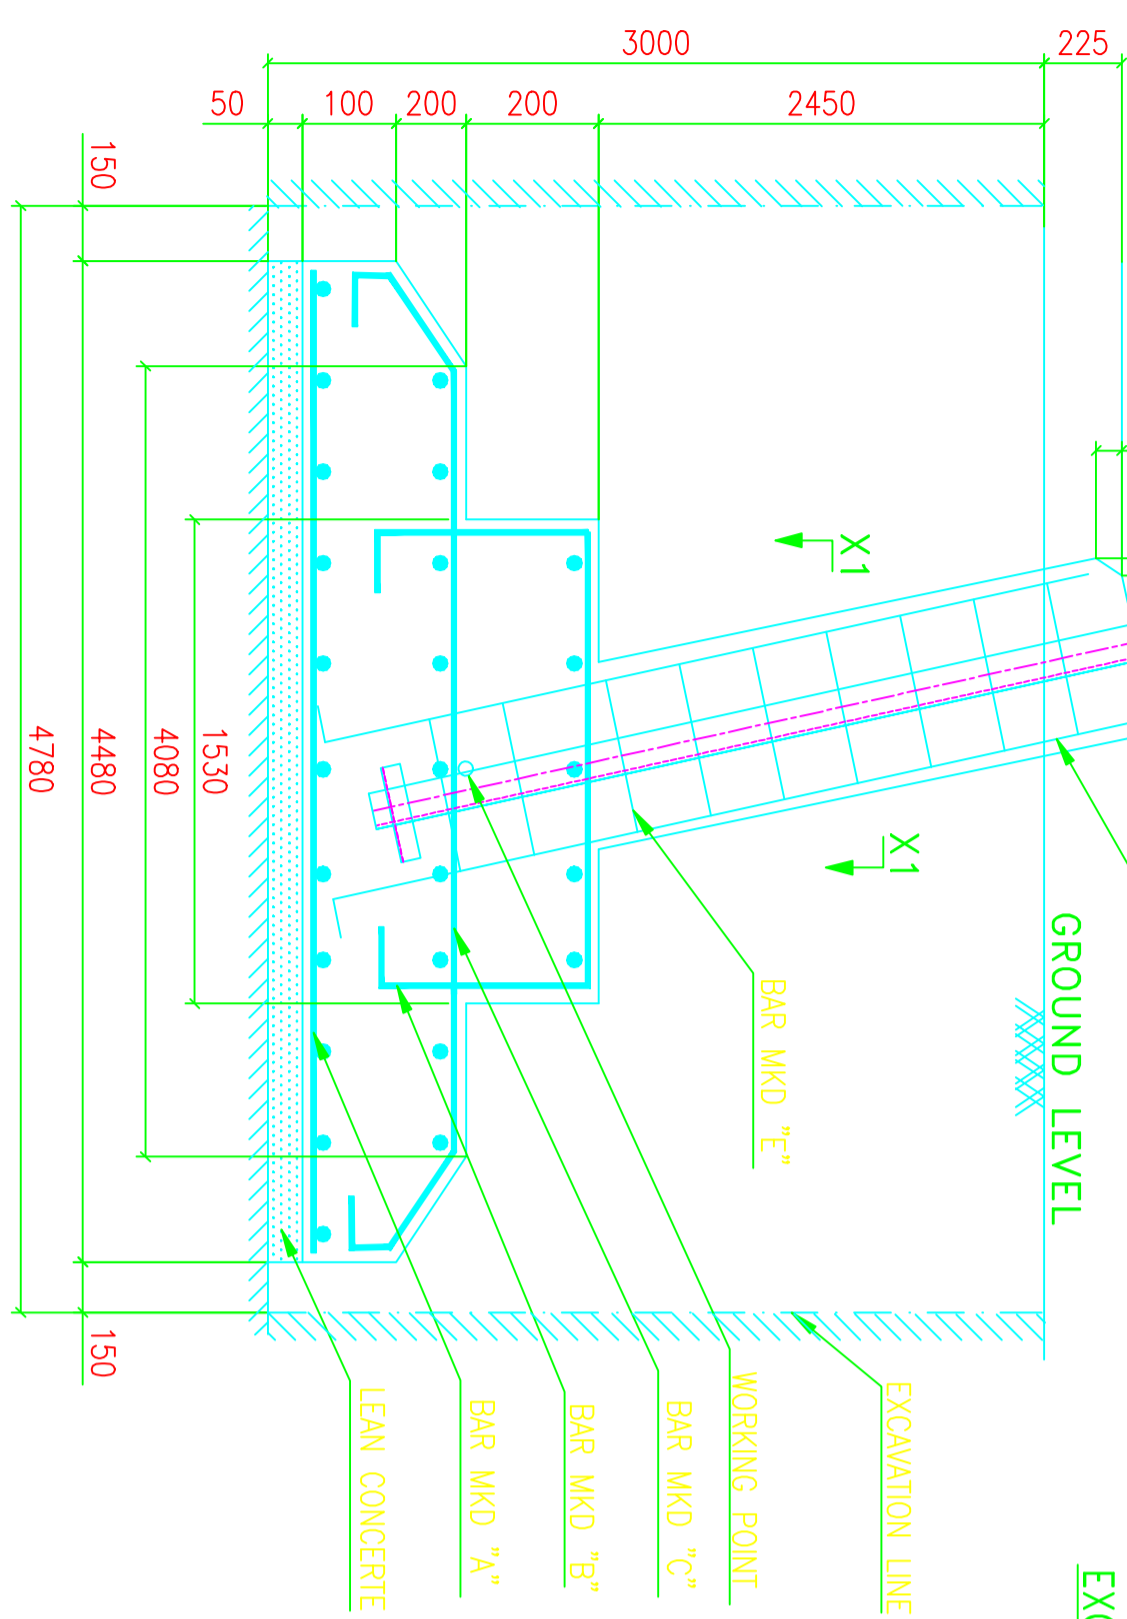 3000
225
50
100
200
200
2450
150
4780
4480
4080
1530
150
X1
X1
GROUND LEVEL
BAR MKD "E"
EXCAVATION LINE
WORKING POINT
BAR MKD "C"
BAR MKD "B"
BAR MKD "A"
LEAN CONCERTE